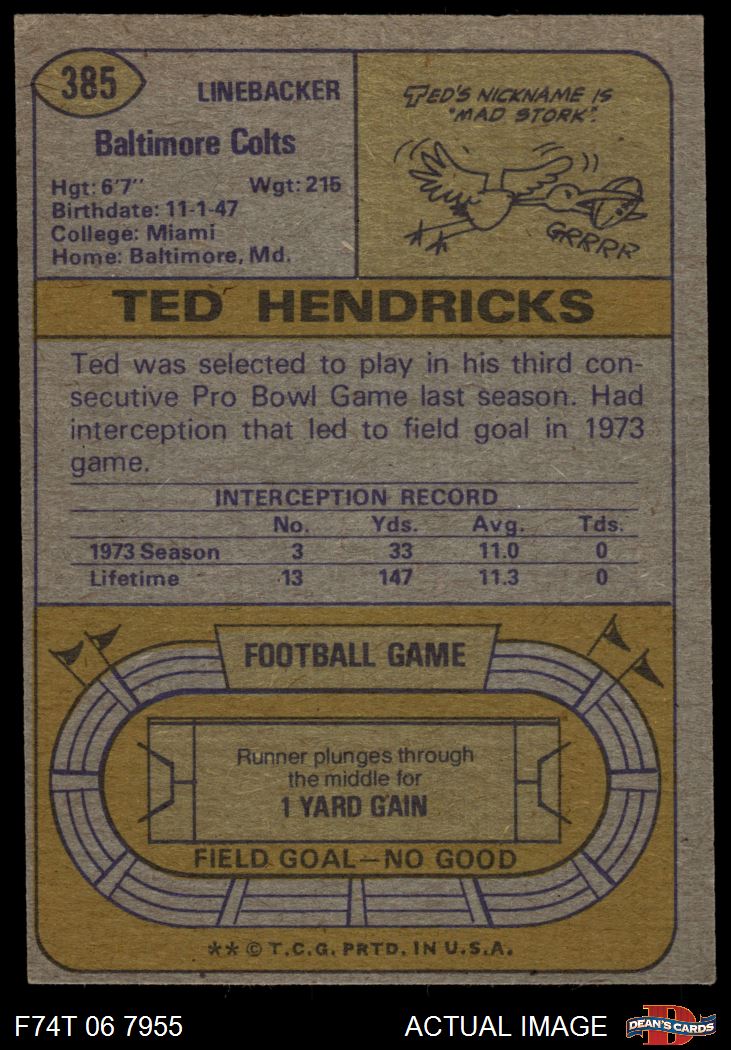 385
LINEBACKER
Baltimore Colts
Hgt: 6'7" Wgt: 215
Birthdate: 11-1-47
College: Miami
Home: Baltimore, Md.
TED'S NICKNAME IS
"MAD STORK".
GRRRR
TED HENDRICKS
Ted was selected to play in his third con-
secutive Pro Bowl Game last season. Had
interception that led to field goal in 1973
game.
INTERCEPTION RECORD
No. Yds. Avg. Tds.
1973 Season 3 33 11.0 0
Lifetime 13 147 11.3 0
FOOTBALL GAME
Runner plunges through
the middle for
1 YARD GAIN
FIELD GOAL—NO GOOD
** © T.C.G. PRTD. IN U.S.A.
F74T 06 7955 ACTUAL IMAGE
DEAN'S CARDS